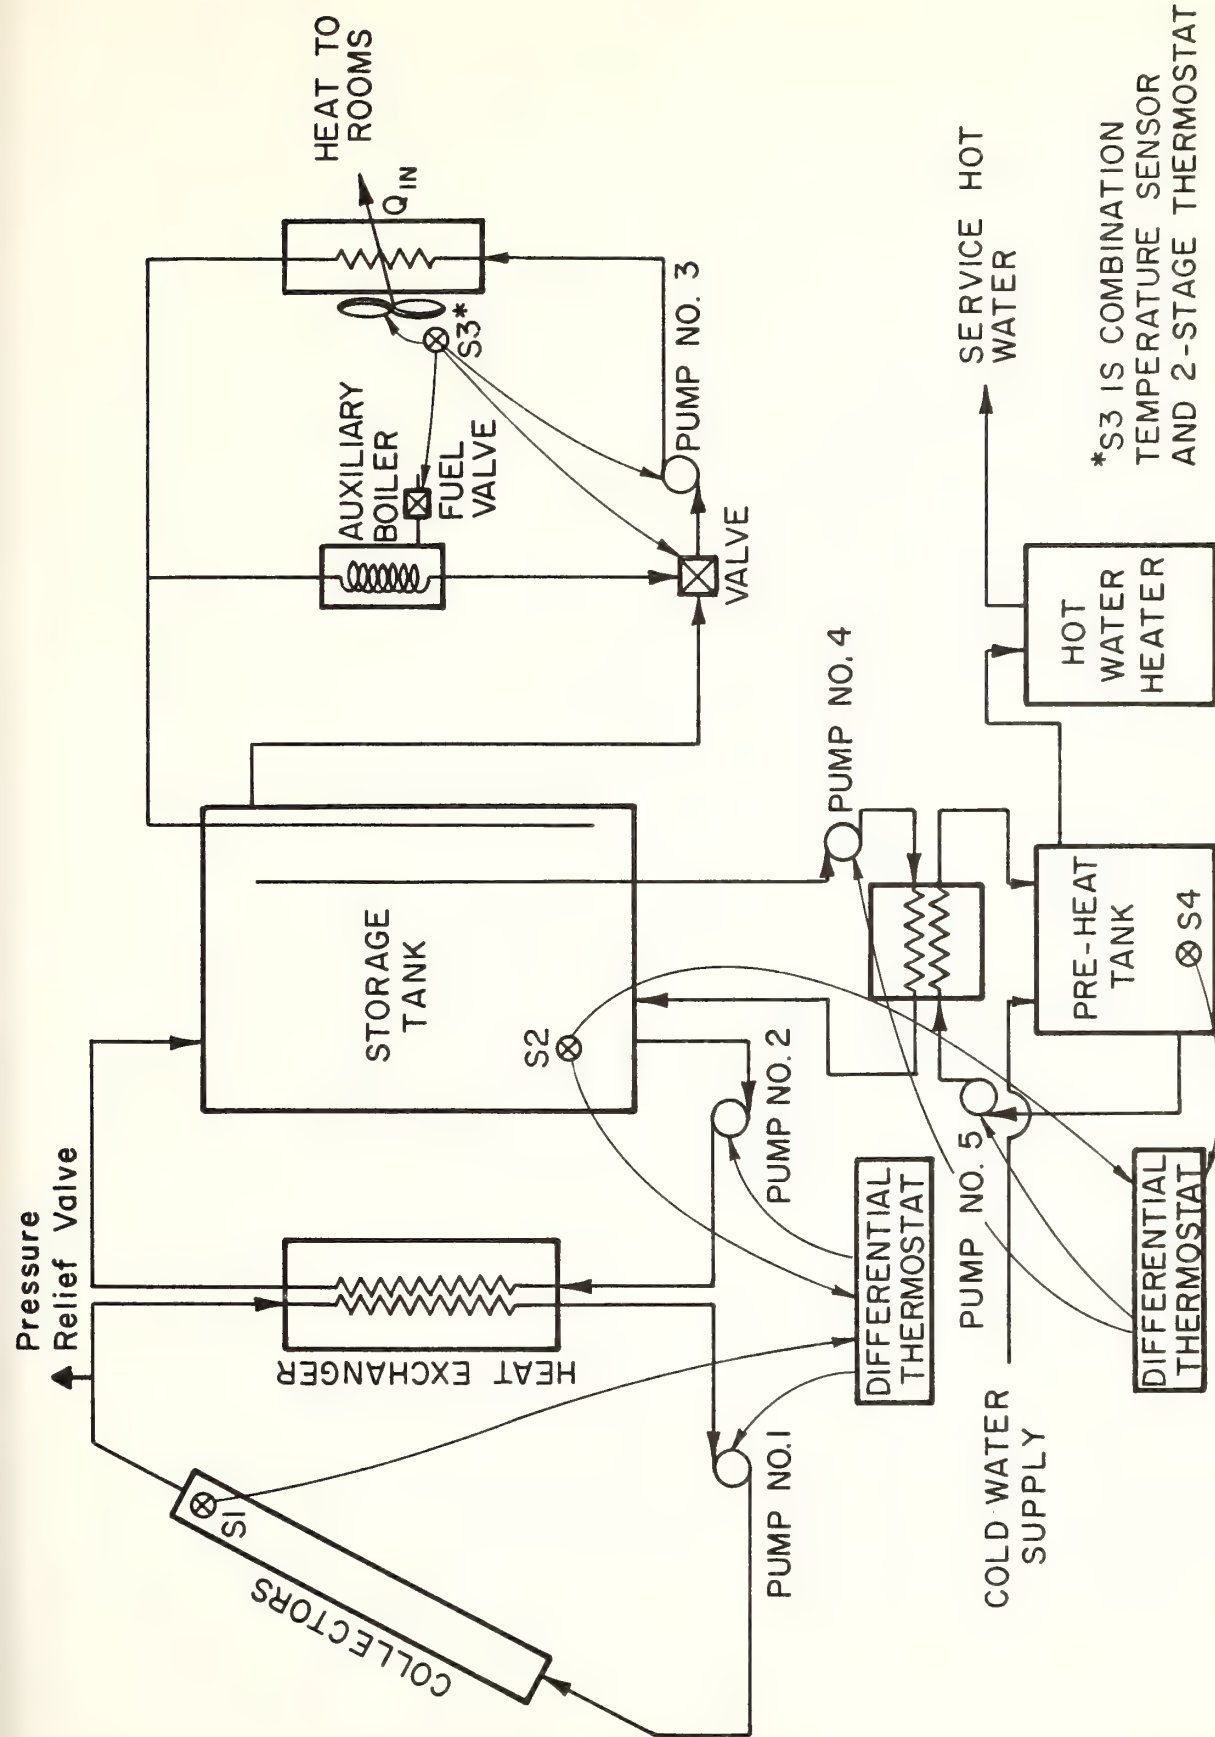 Pressure
Relief Valve
COLLECTORS
S1
HEAT EXCHANGER
PUMP NO.1
PUMP NO. 2
STORAGE
TANK
S2
DIFFERENTIAL
THERMOSTAT
AUXILIARY
BOILER
FUEL
VALVE
S3*
HEAT TO
ROOMS
QIN
VALVE
PUMP NO. 3
PUMP NO. 4
PUMP NO. 5
COLD WATER
SUPPLY
DIFFERENTIAL
THERMOSTAT
PRE-HEAT
TANK
S4
HOT
WATER
HEATER
SERVICE HOT
WATER
*S3 IS COMBINATION
TEMPERATURE SENSOR
AND 2-STAGE THERMOSTAT